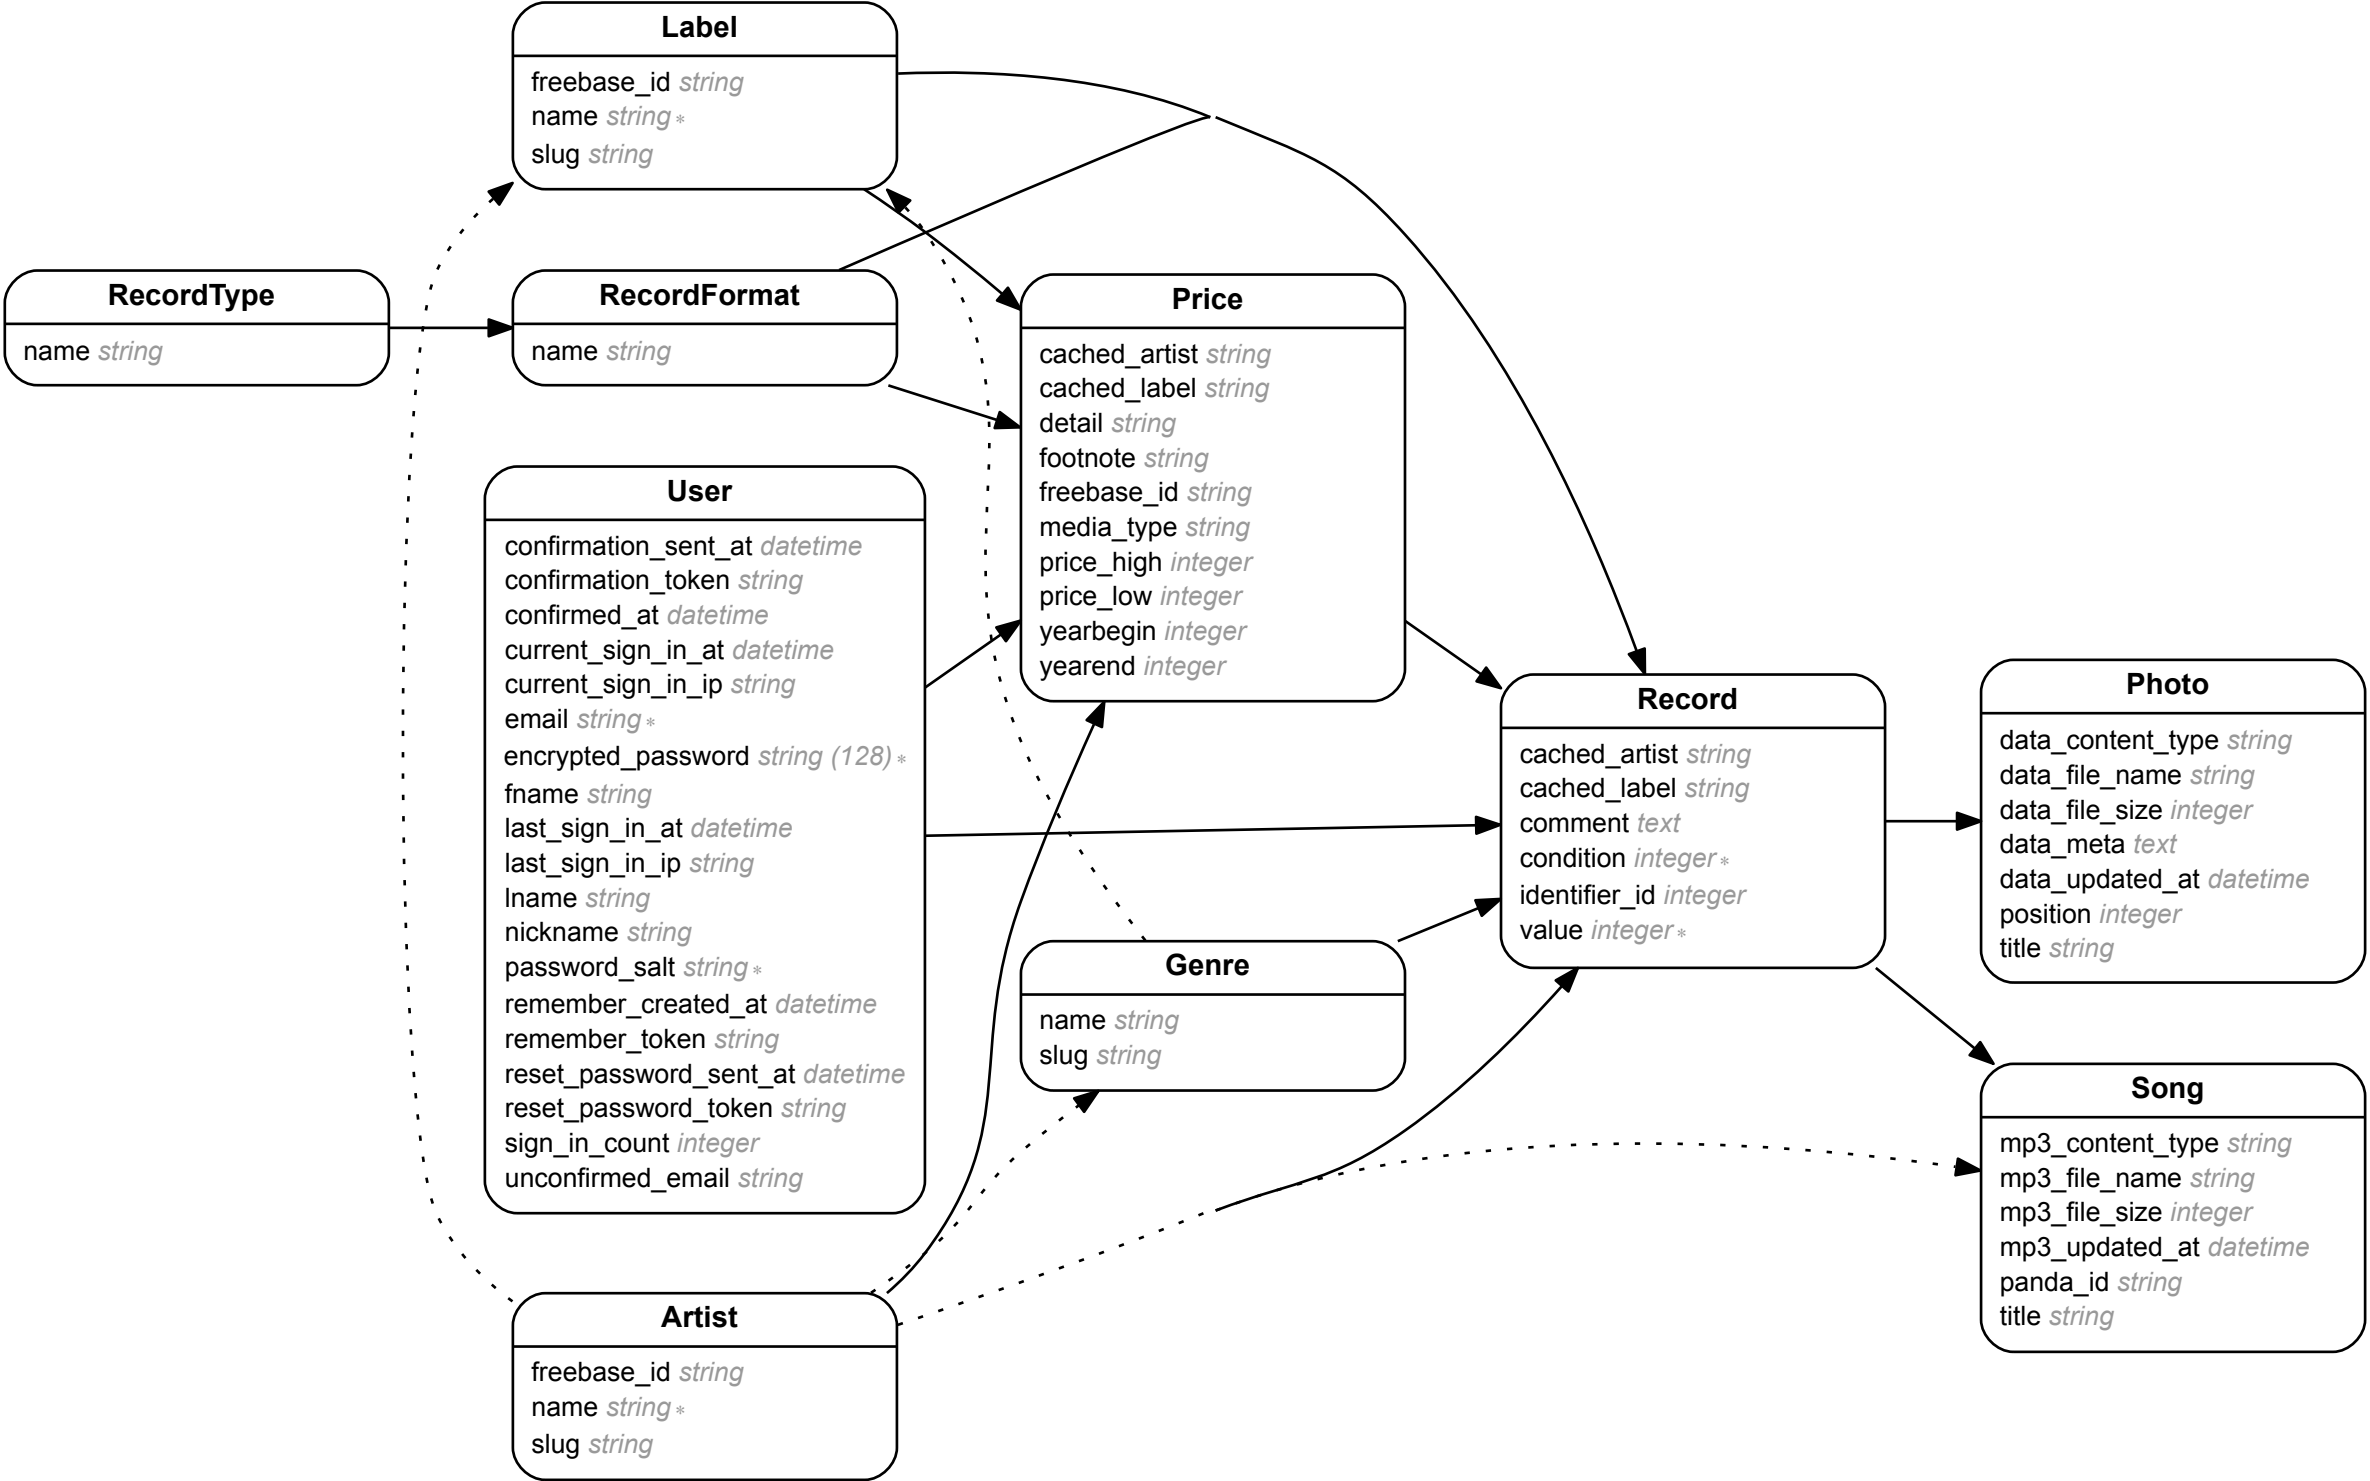 Label
freebase_id string
name string *
slug string
RecordType
name string
RecordFormat
name string
Price
cached_artist string
cached_label string
detail string
footnote string
freebase_id string
media_type string
price_high integer
price_low integer
yearbegin integer
yearend integer
User
confirmation_sent_at datetime
confirmation_token string
confirmed_at datetime
current_sign_in_at datetime
current_sign_in_ip string
email string *
encrypted_password string (128) *
fname string
last_sign_in_at datetime
last_sign_in_ip string
lname string
nickname string
password_salt string *
remember_created_at datetime
remember_token string
reset_password_sent_at datetime
reset_password_token string
sign_in_count integer
unconfirmed_email string
Record
cached_artist string
cached_label string
comment text
condition integer *
identifier_id integer
value integer *
Photo
data_content_type string
data_file_name string
data_file_size integer
data_meta text
data_updated_at datetime
position integer
title string
Genre
name string
slug string
Song
mp3_content_type string
mp3_file_name string
mp3_file_size integer
mp3_updated_at datetime
panda_id string
title string
Artist
freebase_id string
name string *
slug string